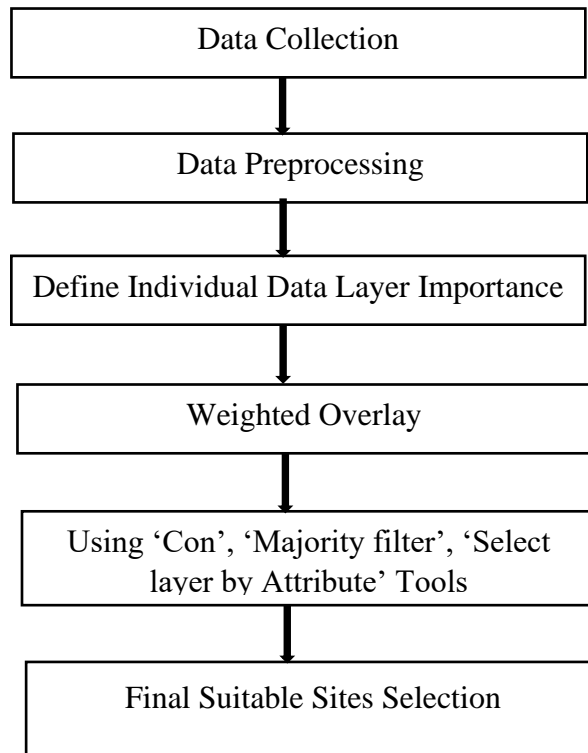 Data Collection
Data Preprocessing
Define Individual Data Layer Importance
Weighted Overlay
Using ‘Con’, ‘Majority filter’, ‘Select
layer by Attribute’ Tools
Final Suitable Sites Selection